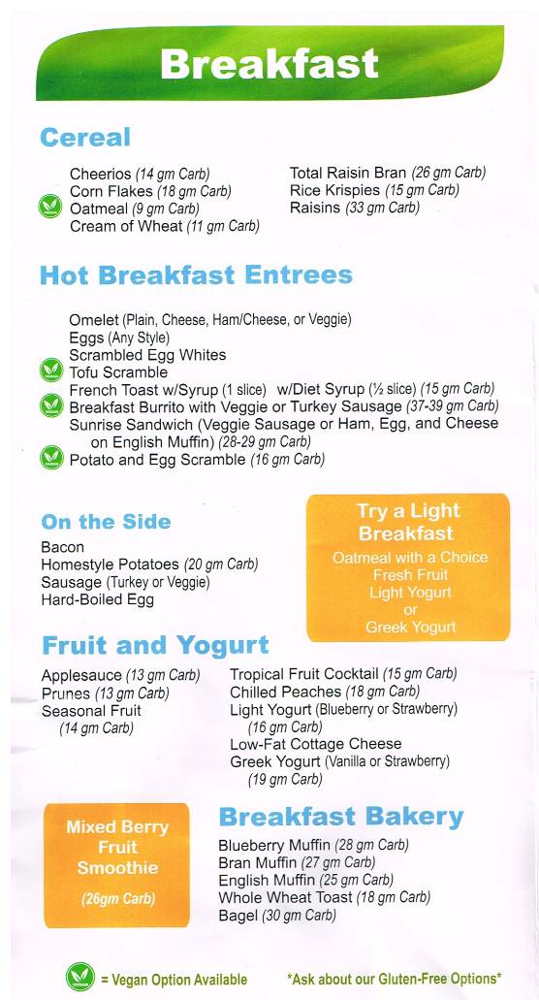 Breakfast
Cereal
Cheerios (14 gm Carb)
Corn Flakes (18 gm Carb)
VEGAN Oatmeal (9 gm Carb)
Cream of Wheat (11 gm Carb)
Total Raisin Bran (26 gm Carb)
Rice Krispies (15 gm Carb)
Raisins (33 gm Carb)
Hot Breakfast Entrees
Omelet (Plain, Cheese, Ham/Cheese, or Veggie)
Eggs (Any Style)
Scrambled Egg Whites
VEGAN Tofu Scramble
French Toast w/Syrup (1 slice) w/Diet Syrup (½ slice) (15 gm Carb)
VEGAN Breakfast Burrito with Veggie or Turkey Sausage (37-39 gm Carb)
Sunrise Sandwich (Veggie Sausage or Ham, Egg, and Cheese
on English Muffin) (28-29 gm Carb)
VEGAN Potato and Egg Scramble (16 gm Carb)
On the Side
Bacon
Homestyle Potatoes (20 gm Carb)
Sausage (Turkey or Veggie)
Hard-Boiled Egg
Try a Light
Breakfast
Oatmeal with a Choice
Fresh Fruit
Light Yogurt
or
Greek Yogurt
Fruit and Yogurt
Applesauce (13 gm Carb)
Prunes (13 gm Carb)
Seasonal Fruit
(14 gm Carb)
Tropical Fruit Cocktail (15 gm Carb)
Chilled Peaches (18 gm Carb)
Light Yogurt (Blueberry or Strawberry)
(16 gm Carb)
Low-Fat Cottage Cheese
Greek Yogurt (Vanilla or Strawberry)
(19 gm Carb)
Mixed Berry
Fruit
Smoothie
(26gm Carb)
Breakfast Bakery
Blueberry Muffin (28 gm Carb)
Bran Muffin (27 gm Carb)
English Muffin (25 gm Carb)
Whole Wheat Toast (18 gm Carb)
Bagel (30 gm Carb)
VEGAN = Vegan Option Available *Ask about our Gluten-Free Options*